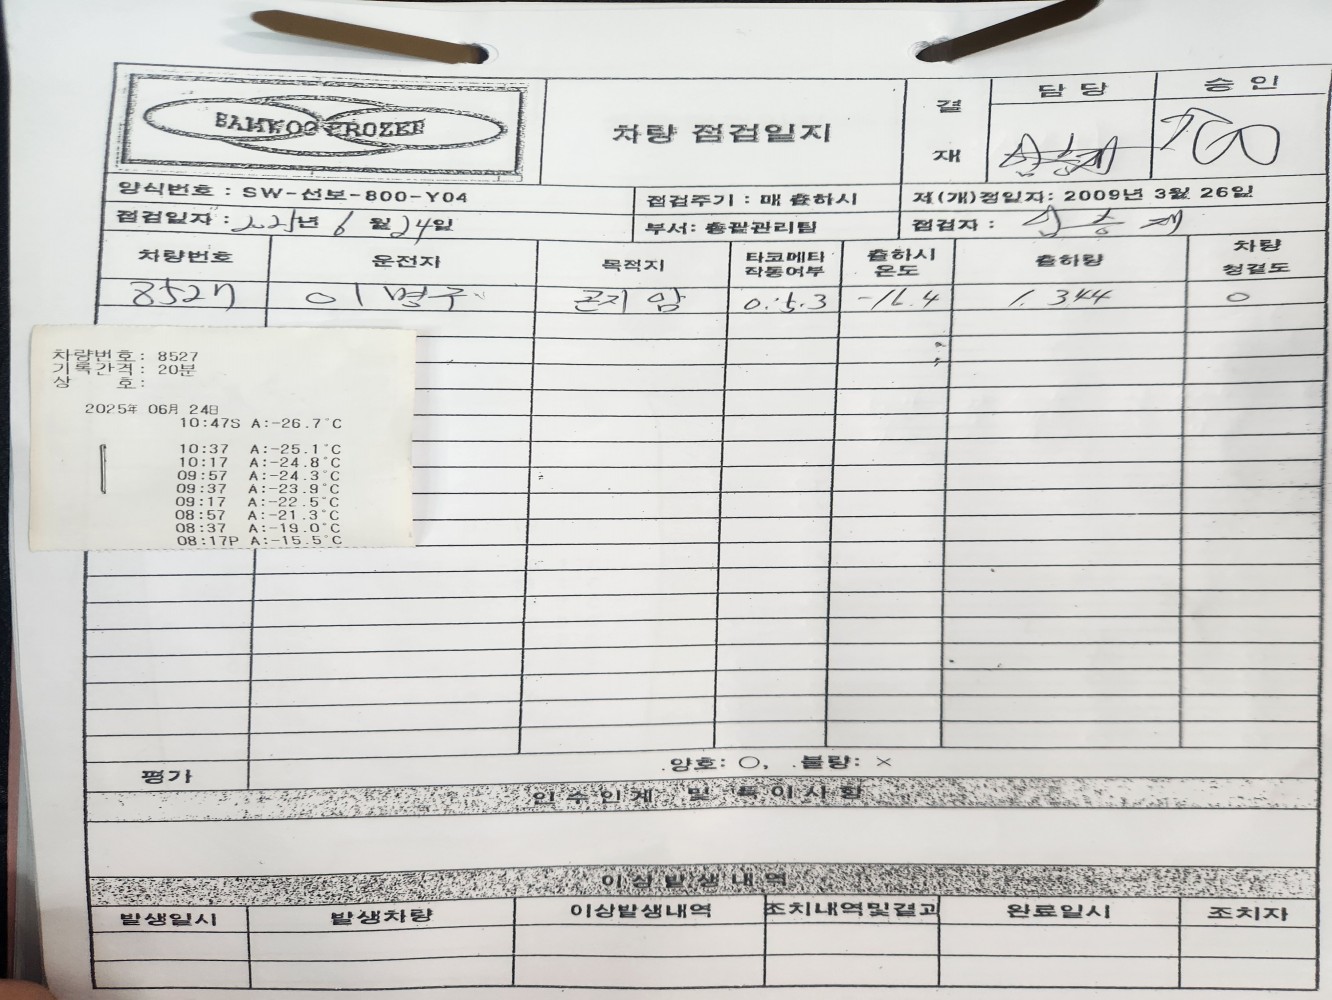 SAMWOO FROZEN
차량 점검일지
결재
담당
승인
양식번호 : SW-선보-800-Y04
점검주기 : 매 출하시
제(개)정일자: 2009년 3월 26일
점검일자 : 2025년 6월 24일
부서: 총괄관리팀
점검자 :
차량번호 운전자 목적지 타코메타 작동여부 출하시 온도 출하량 차량 청결도
8527 이명주 곤지암 -16.4 1,344 ○
차량번호: 8527
기록간격: 20분
상 호:
2025年 06月 24日
10:47S A:-26.7°C
10:37 A:-25.1°C
10:17 A:-24.8°C
09:57 A:-24.3°C
09:37 A:-23.9°C
09:17 A:-22.5°C
08:57 A:-21.3°C
08:37 A:-19.0°C
08:17P A:-15.5°C
평가
양호: ○, 불량: ×
인수인계 및 특이사항
이상발생내역
발생일시 발생차량 이상발생내역 조치내역및결과 완료일시 조치자